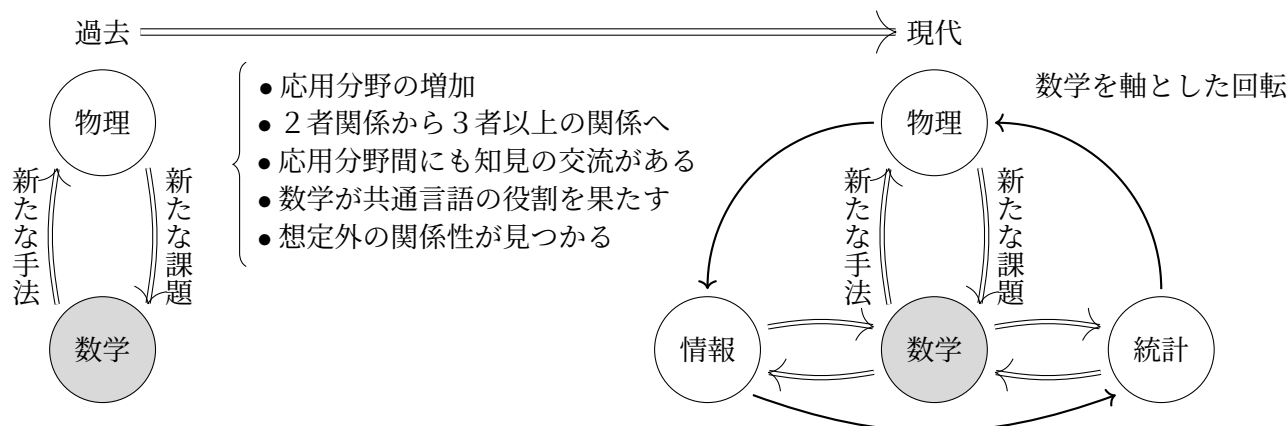 過去
現代
物理
新たな手法
新たな課題
数学
● 応用分野の増加
● 2者関係から3者以上の関係へ
● 応用分野間にも知見の交流がある
● 数学が共通言語の役割を果たす
● 想定外の関係性が見つかる
数学を軸とした回転
物理
新たな手法
新たな課題
情報
数学
統計